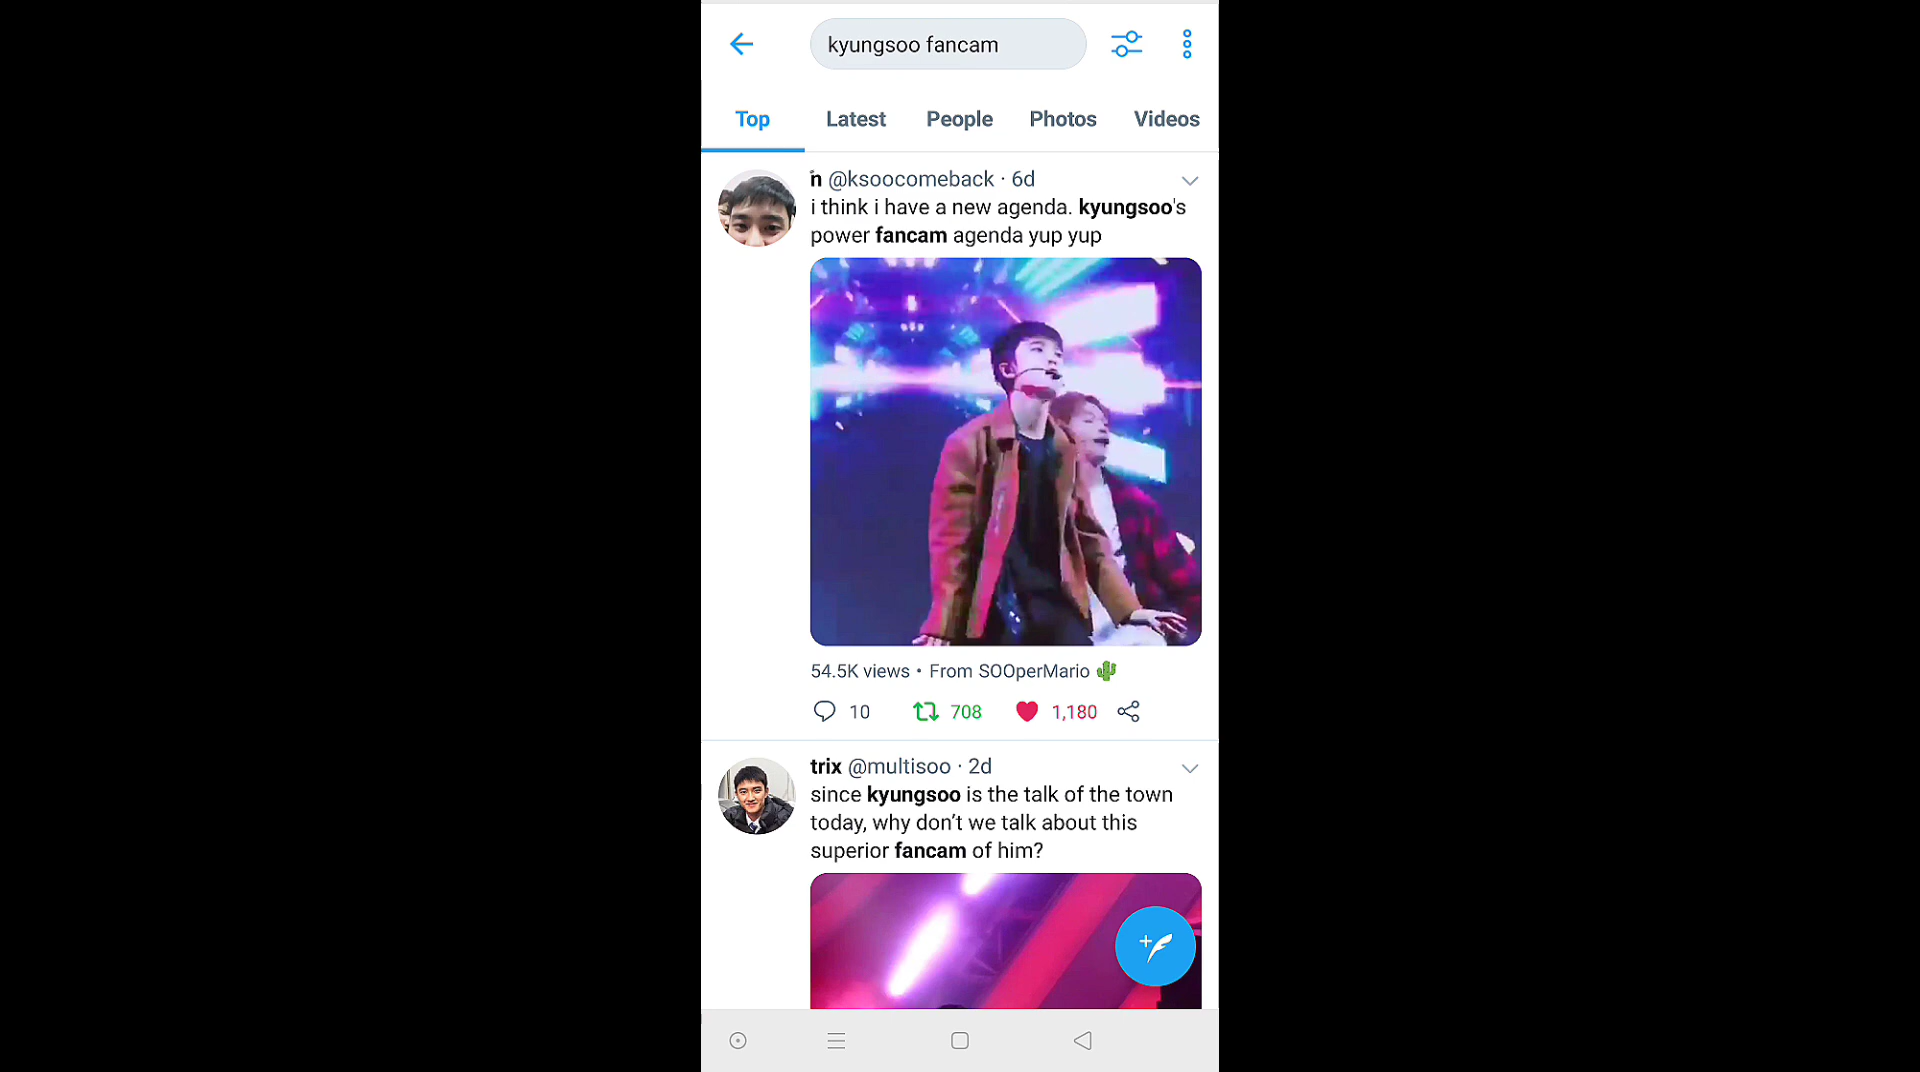 kyungsoo fancam
Top Latest People Photos Videos
n @ksoocomeback · 6d
i think i have a new agenda. kyungsoo's
power fancam agenda yup yup
54.5K views • From SOOperMario 🌵
10 708 1,180
trix @multisoo · 2d
since kyungsoo is the talk of the town
today, why don’t we talk about this
superior fancam of him?